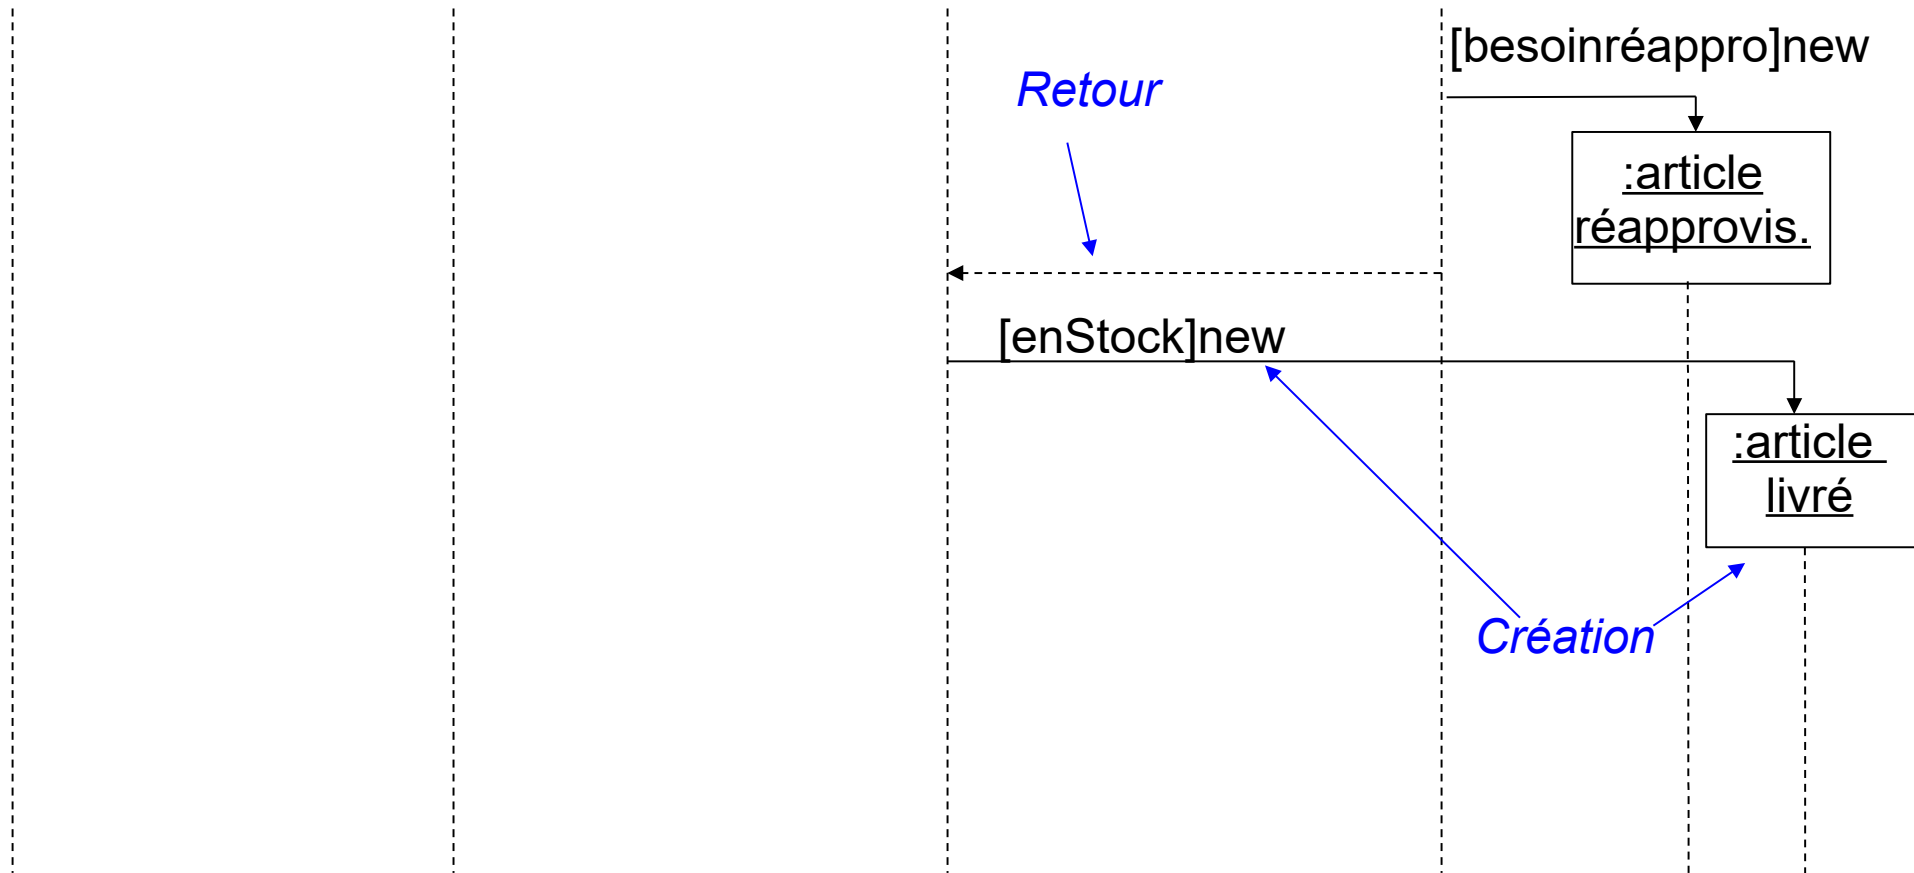 [besoinréappro]new
Retour
:article
réapprovis.
[enStock]new
:article
livré
Création